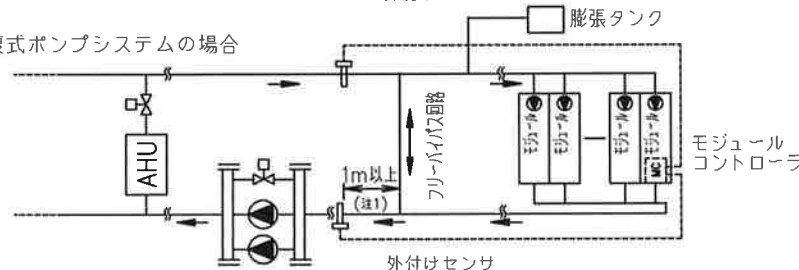 膨張タンク
複式ポンプシステムの場合
フリーバイパス回路
モジュール
モジュール
モジュール
モジュール
MC
モジュール
コントローラ
AHU
1m以上
(注1)
外付けセンサ